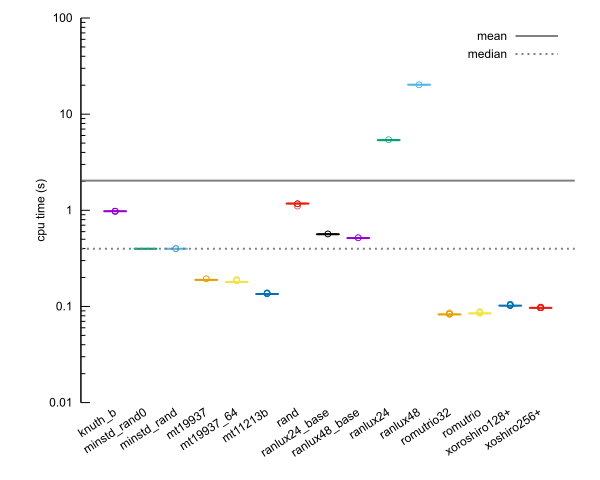 100
10
1
0.1
0.01
cpu time (s)
mean
median
knuth_b
minstd_rand0
minstd_rand
mt19937
mt19937_64
mt11213b
rand
ranlux24_base
ranlux48_base
ranlux24
ranlux48
romutrio32
romutrio
xoroshiro128+
xoshiro256+